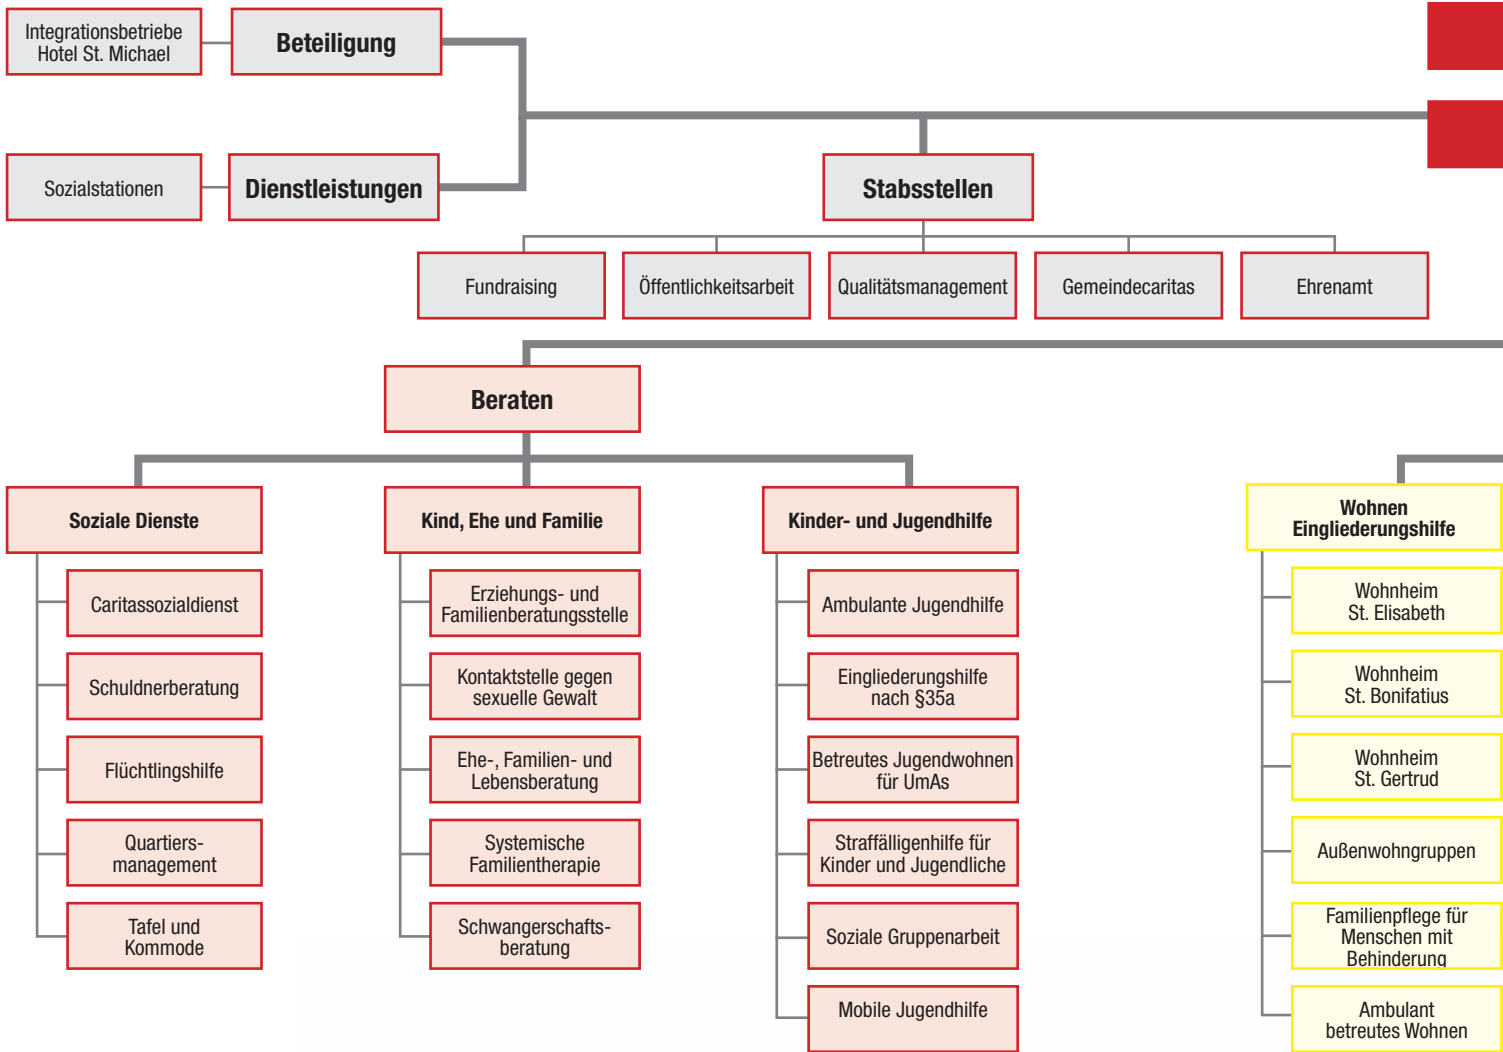 Integrationsbetriebe
Hotel St. Michael
Beteiligung
Sozialstationen
Dienstleistungen
Stabsstellen
Fundraising
Öffentlichkeitsarbeit
Qualitätsmanagement
Gemeindecaritas
Ehrenamt
Beraten
Soziale Dienste
Caritassozialdienst
Schuldnerberatung
Flüchtlingshilfe
Quartiers-
management
Tafel und
Kommode
Kind, Ehe und Familie
Erziehungs- und
Familienberatungsstelle
Kontaktstelle gegen
sexuelle Gewalt
Ehe-, Familien- und
Lebensberatung
Systemische
Familientherapie
Schwangerschafts-
beratung
Kinder- und Jugendhilfe
Ambulante Jugendhilfe
Eingliederungshilfe
nach §35a
Betreutes Jugendwohnen
für UmAs
Straffälligenhilfe für
Kinder und Jugendliche
Soziale Gruppenarbeit
Mobile Jugendhilfe
Wohnen
Eingliederungshilfe
Wohnheim
St. Elisabeth
Wohnheim
St. Bonifatius
Wohnheim
St. Gertrud
Außenwohngruppen
Familienpflege für
Menschen mit
Behinderung
Ambulant
betreutes Wohnen